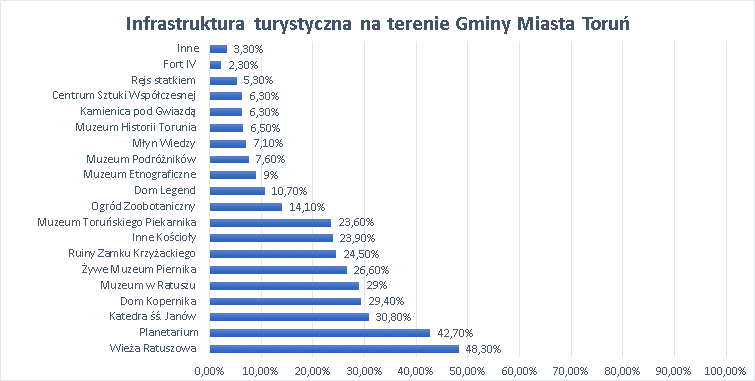 Infrastruktura turystyczna na terenie Gminy Miasta Toruń
Inne 3,30%
Fort IV 2,30%
Rejs statkiem 5,30%
Centrum Sztuki Współczesnej 6,30%
Kamienica pod Gwiazdą 6,30%
Muzeum Historii Torunia 6,50%
Młyn Wiedzy 7,10%
Muzeum Podróżników 7,60%
Muzeum Etnograficzne 9%
Dom Legend 10,70%
Ogród Zoobotaniczny 14,10%
Muzeum Toruńskiego Piekarnika 23,60%
Inne Kościoły 23,90%
Ruiny Zamku Krzyżackiego 24,50%
Żywe Muzeum Piernika 26,60%
Muzeum w Ratuszu 29%
Dom Kopernika 29,40%
Katedra śś. Janów 30,80%
Planetarium 42,70%
Wieża Ratuszowa 48,30%
0,00% 10,00% 20,00% 30,00% 40,00% 50,00% 60,00% 70,00% 80,00% 90,00% 100,00%